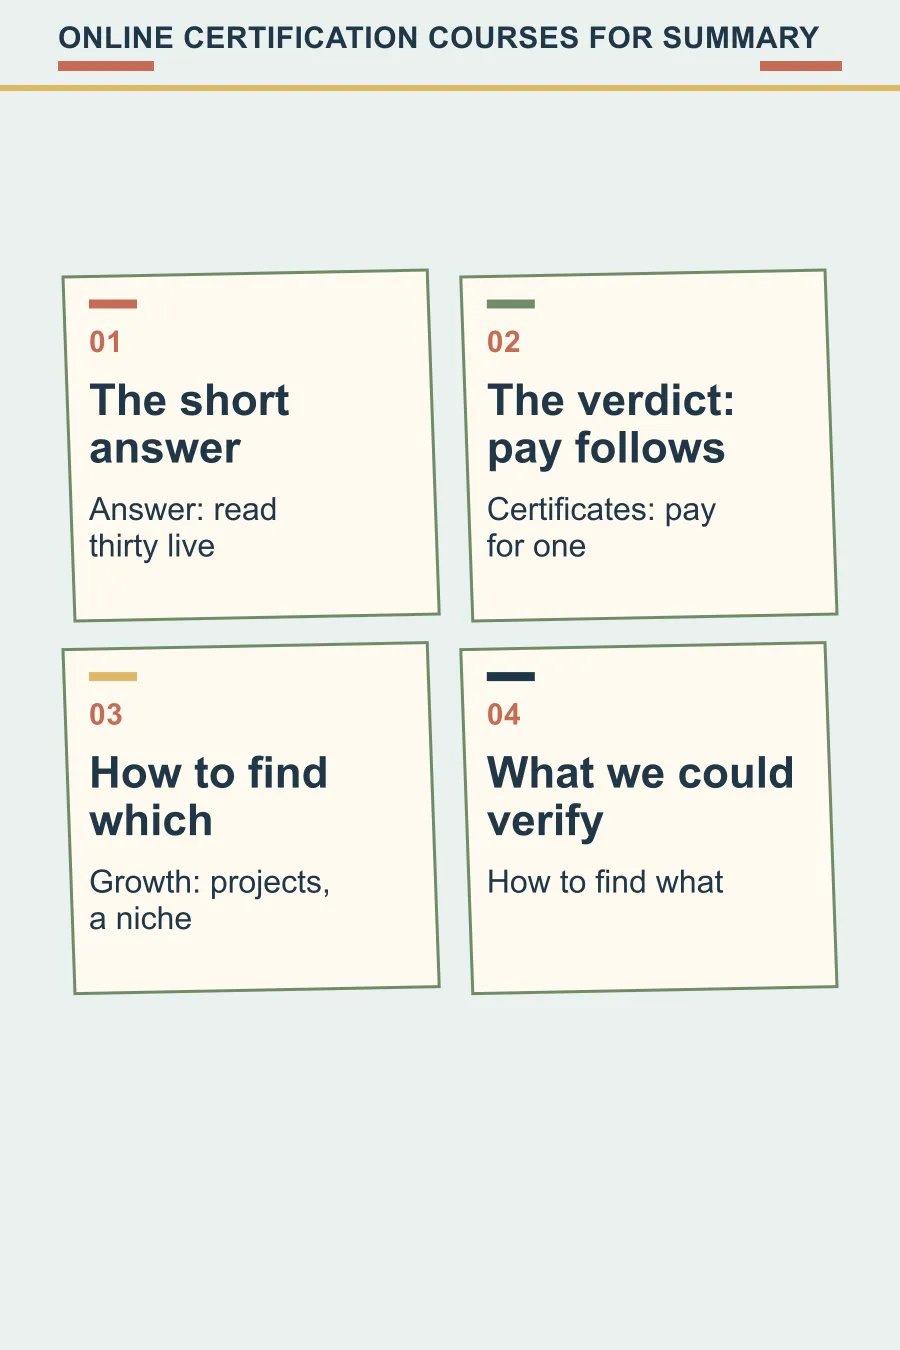 ONLINE CERTIFICATION COURSES FOR SUMMARY
01
The short
answer
Answer: read
thirty live
02
The verdict:
pay follows
Certificates: pay
for one
03
How to find
which
Growth: projects,
a niche
04
What we could
verify
How to find what